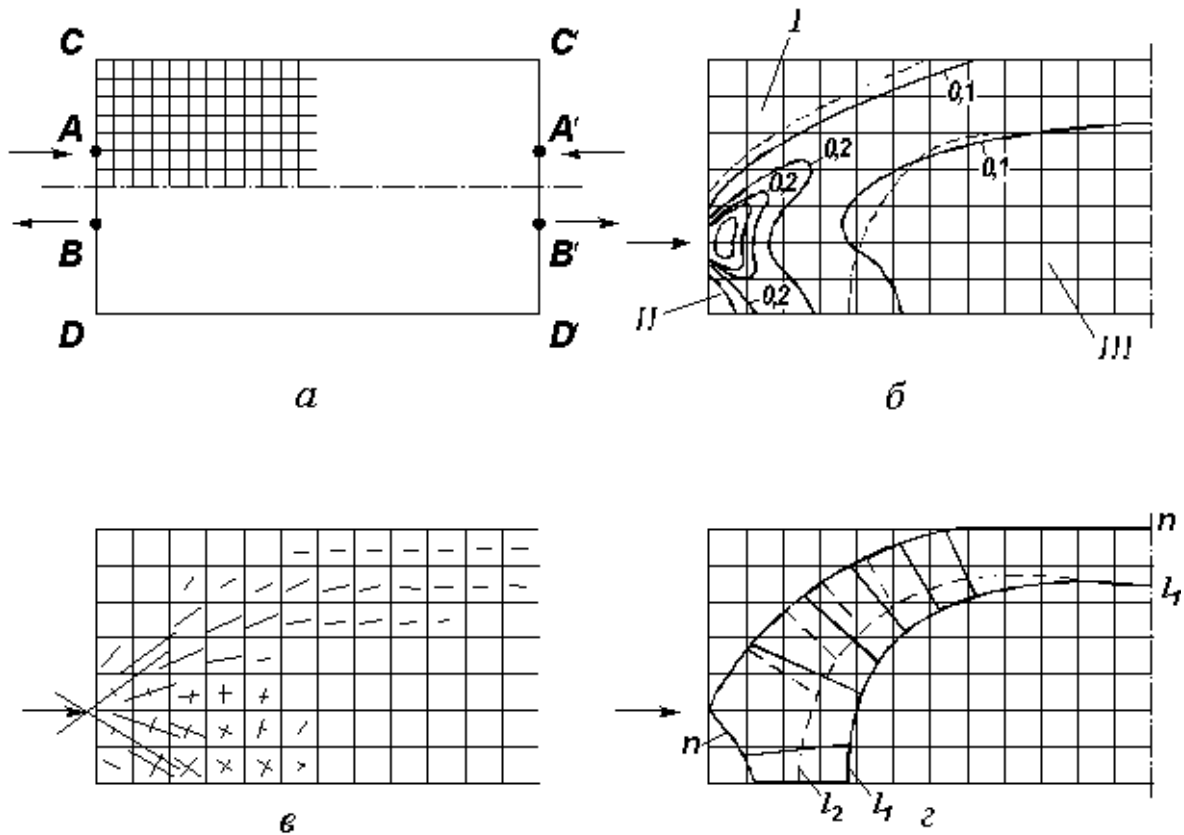 C C′
A A′
B B′
D D′
а
I
0,1
0,2
0,2
0,1
0,2
II
III
б
в
n
l₁
n
l₂ l₁
г